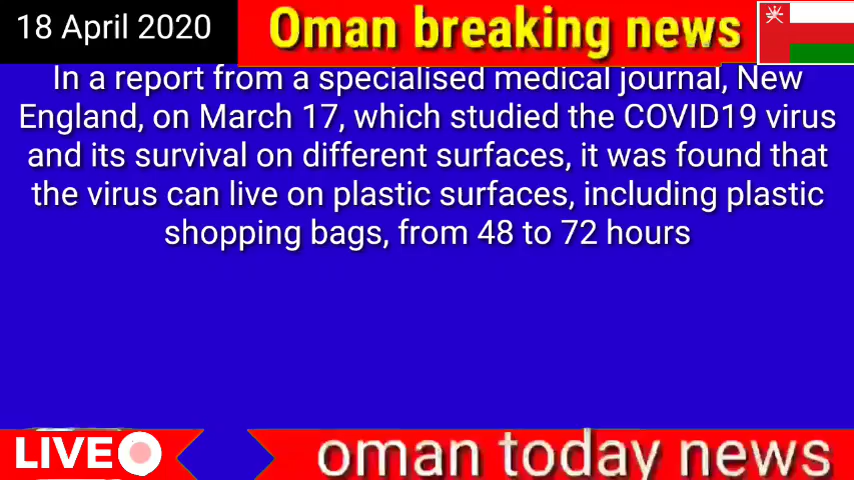 18 April 2020
Oman breaking news
In a report from a specialised medical journal, New
England, on March 17, which studied the COVID19 virus
and its survival on different surfaces, it was found that
the virus can live on plastic surfaces, including plastic
shopping bags, from 48 to 72 hours
LIVE
oman today news